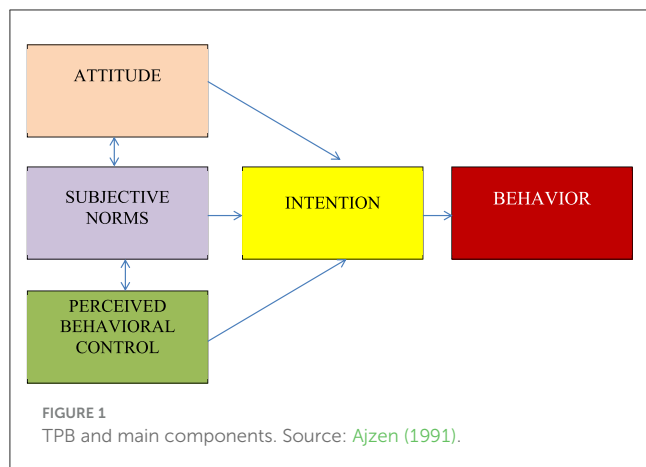 ATTITUDE
SUBJECTIVE
NORMS
INTENTION
BEHAVIOR
PERCEIVED
BEHAVIORAL
CONTROL
FIGURE 1
TPB and main components. Source: Ajzen (1991).